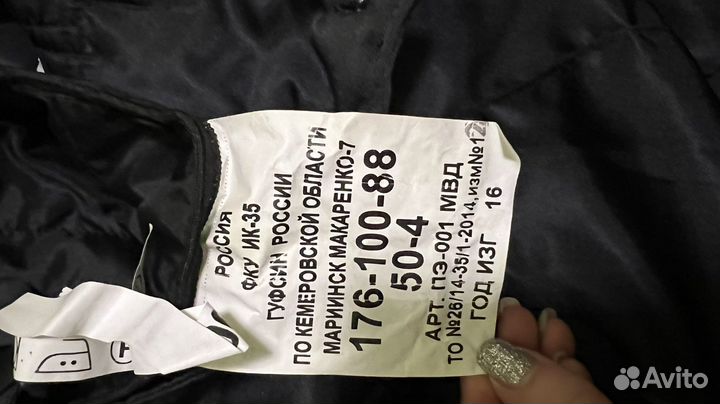 РОССИЯ
ФКУ ИК-35
ГУФСИН РОССИИ
ПО КЕМЕРОВСКОЙ ОБЛАСТИ
МАРИИНСК МАКАРЕНКО-7
176-100-88
50-4
АРТ. ПЭ-001 МВД
ТО №26/14-35/1-2014, изм№1
ГОД ИЗГ 16
Avito